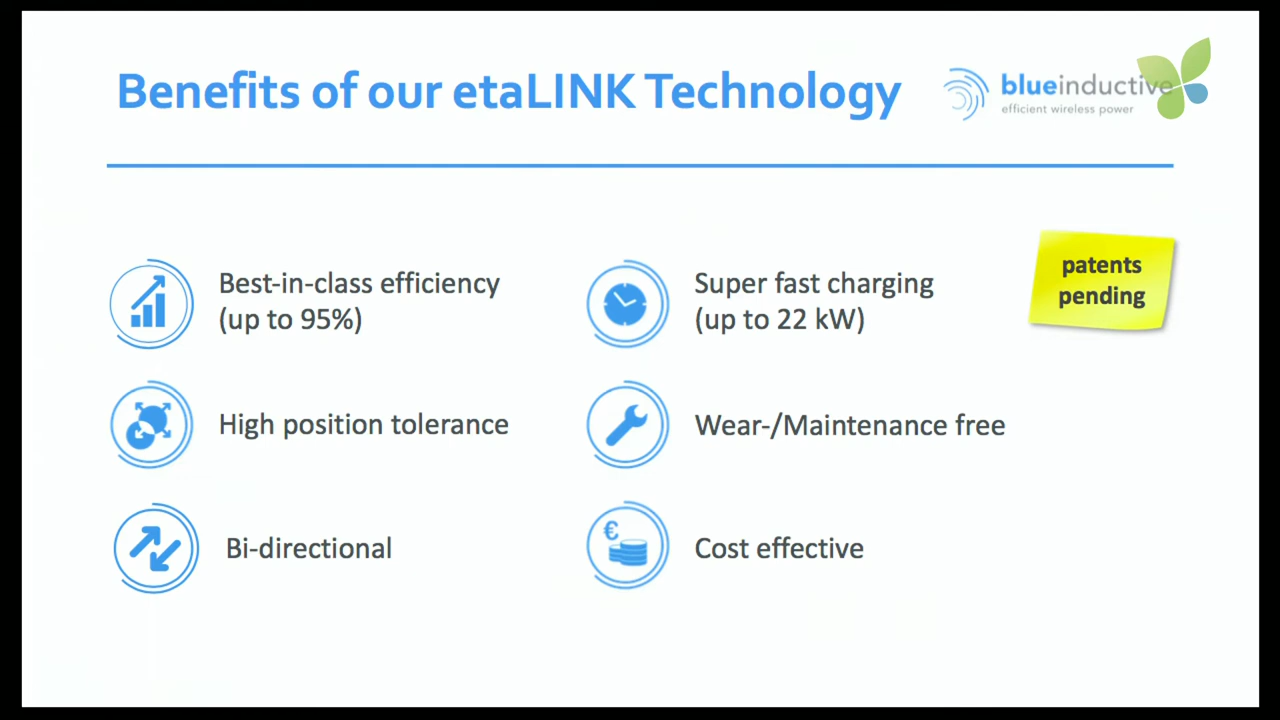 Benefits of our etaLINK Technology
blueinductive
efficient wireless power
patents
pending
Best-in-class efficiency
(up to 95%)
Super fast charging
(up to 22 kW)
High position tolerance
Wear-/Maintenance free
Bi-directional
€
Cost effective